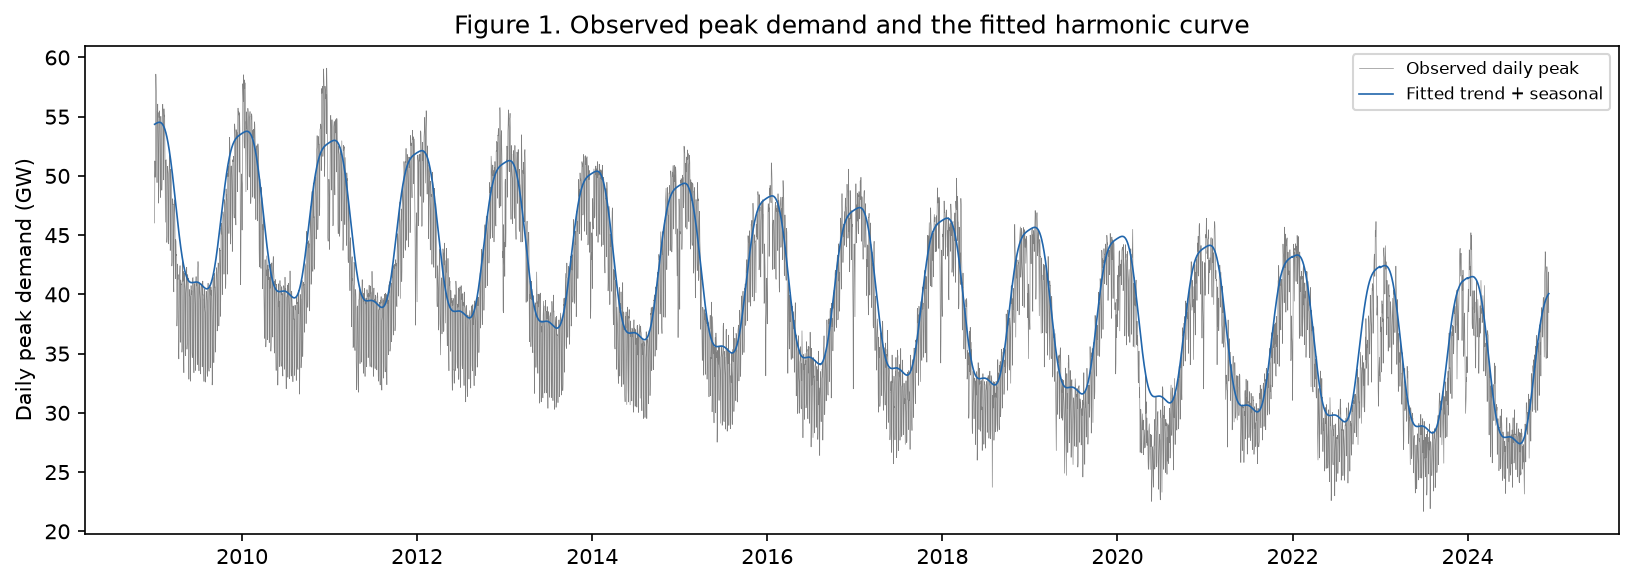 Figure 1. Observed peak demand and the fitted harmonic curve
Observed daily peak
Fitted trend + seasonal
Daily peak demand (GW)
60
55
50
45
40
35
30
25
20
2010 2012 2014 2016 2018 2020 2022 2024